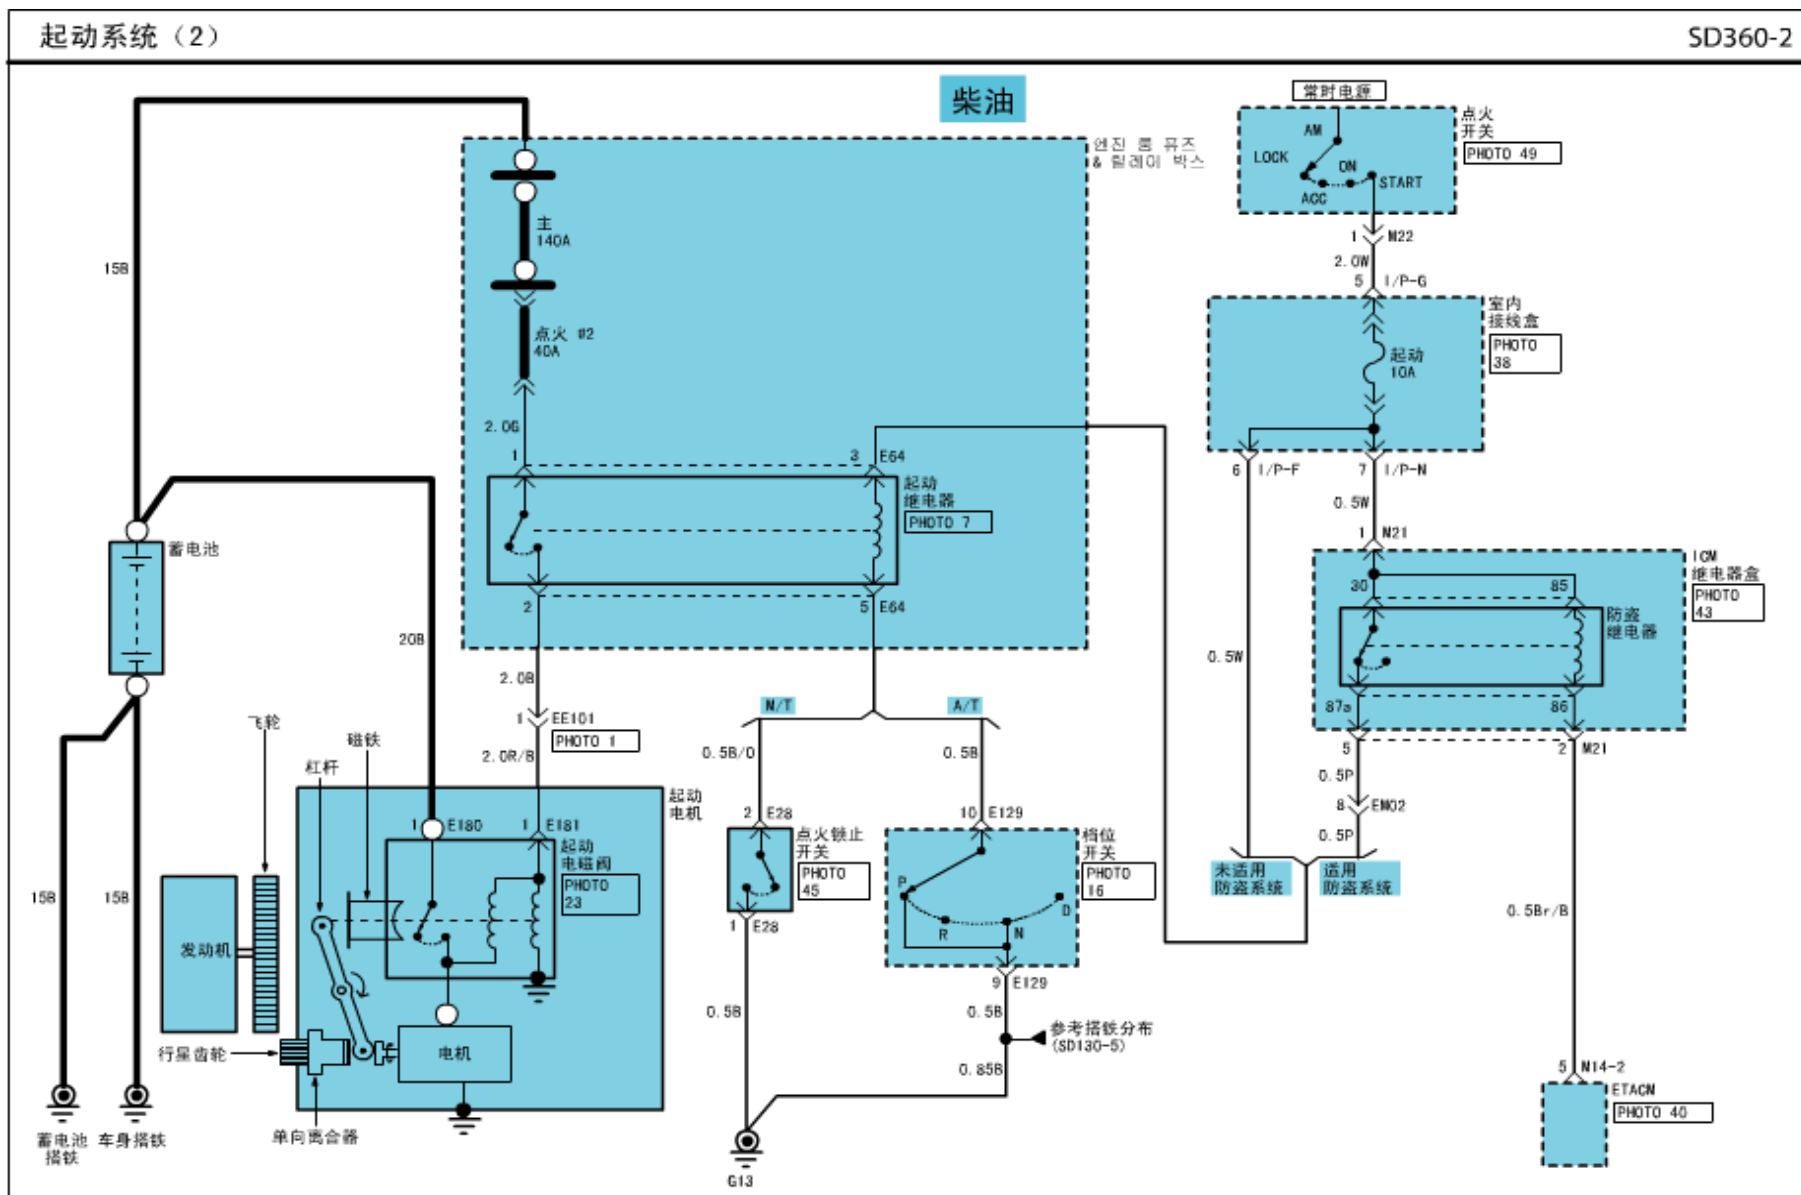 起动系统（2）
SD360-2
柴油
常时电源
点火
开关
PHOTO 49
AM
LOCK
ON
START
ACC
엔진 룸 퓨즈
& 릴레이 박스
主
140A
15B
1
M22
2.0W
5
I/P-G
室内
接线盒
PHOTO
38
起动
10A
点火 #2
40A
2.0G
1
3
E64
6
I/P-F
7
I/P-N
起动
继电器
PHOTO 7
0.5W
1
M21
蓄电池
ICM
继电器盒
PHOTO
43
30
85
防盗
继电器
2
5
E64
20B
0.5W
2.0B
87a
86
M/T
A/T
1
EE101
PHOTO 1
飞轮
磁铁
杠杆
2.0R/B
0.5B/O
0.5B
5
2
M21
0.5P
8
EM02
0.5P
起动
电机
1
E180
1
E181
2
E28
10
E129
起动
电磁阀
PHOTO
23
点火锁止
开关
PHOTO
45
档位
开关
PHOTO
16
未适用
防盗系统
适用
防盗系统
P
R
N
D
15B
15B
0.5Br/B
1
E28
发动机
9
E129
0.5B
0.5B
参考搭铁分布
(SD130-5)
行星齿轮
电机
0.85B
5
M14-2
ETACM
PHOTO 40
蓄电池
搭铁
车身搭铁
单向离合器
G13